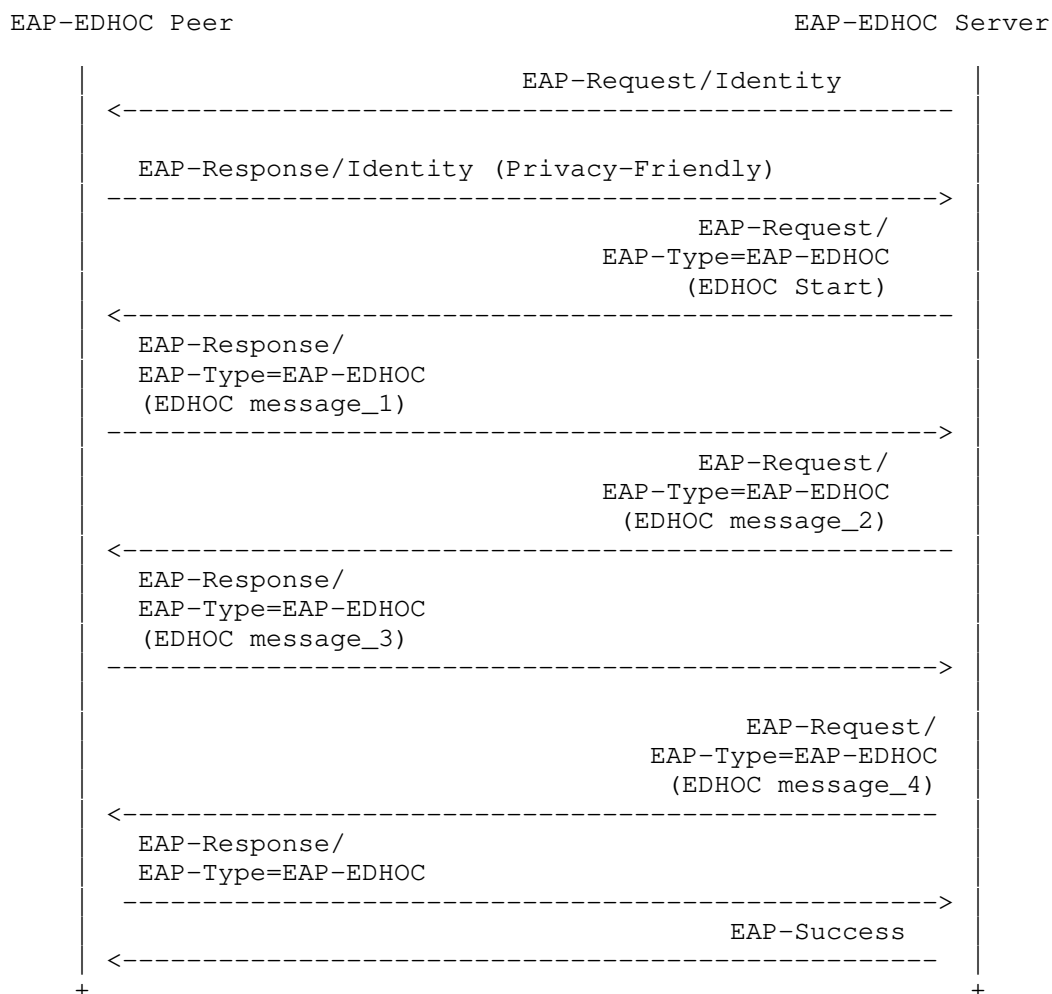 EAP-EDHOC Peer EAP-EDHOC Server
EAP-Request/Identity
EAP-Response/Identity (Privacy-Friendly)
EAP-Request/
EAP-Type=EAP-EDHOC
(EDHOC Start)
EAP-Response/
EAP-Type=EAP-EDHOC
(EDHOC message_1)
EAP-Request/
EAP-Type=EAP-EDHOC
(EDHOC message_2)
EAP-Response/
EAP-Type=EAP-EDHOC
(EDHOC message_3)
EAP-Request/
EAP-Type=EAP-EDHOC
(EDHOC message_4)
EAP-Response/
EAP-Type=EAP-EDHOC
EAP-Success